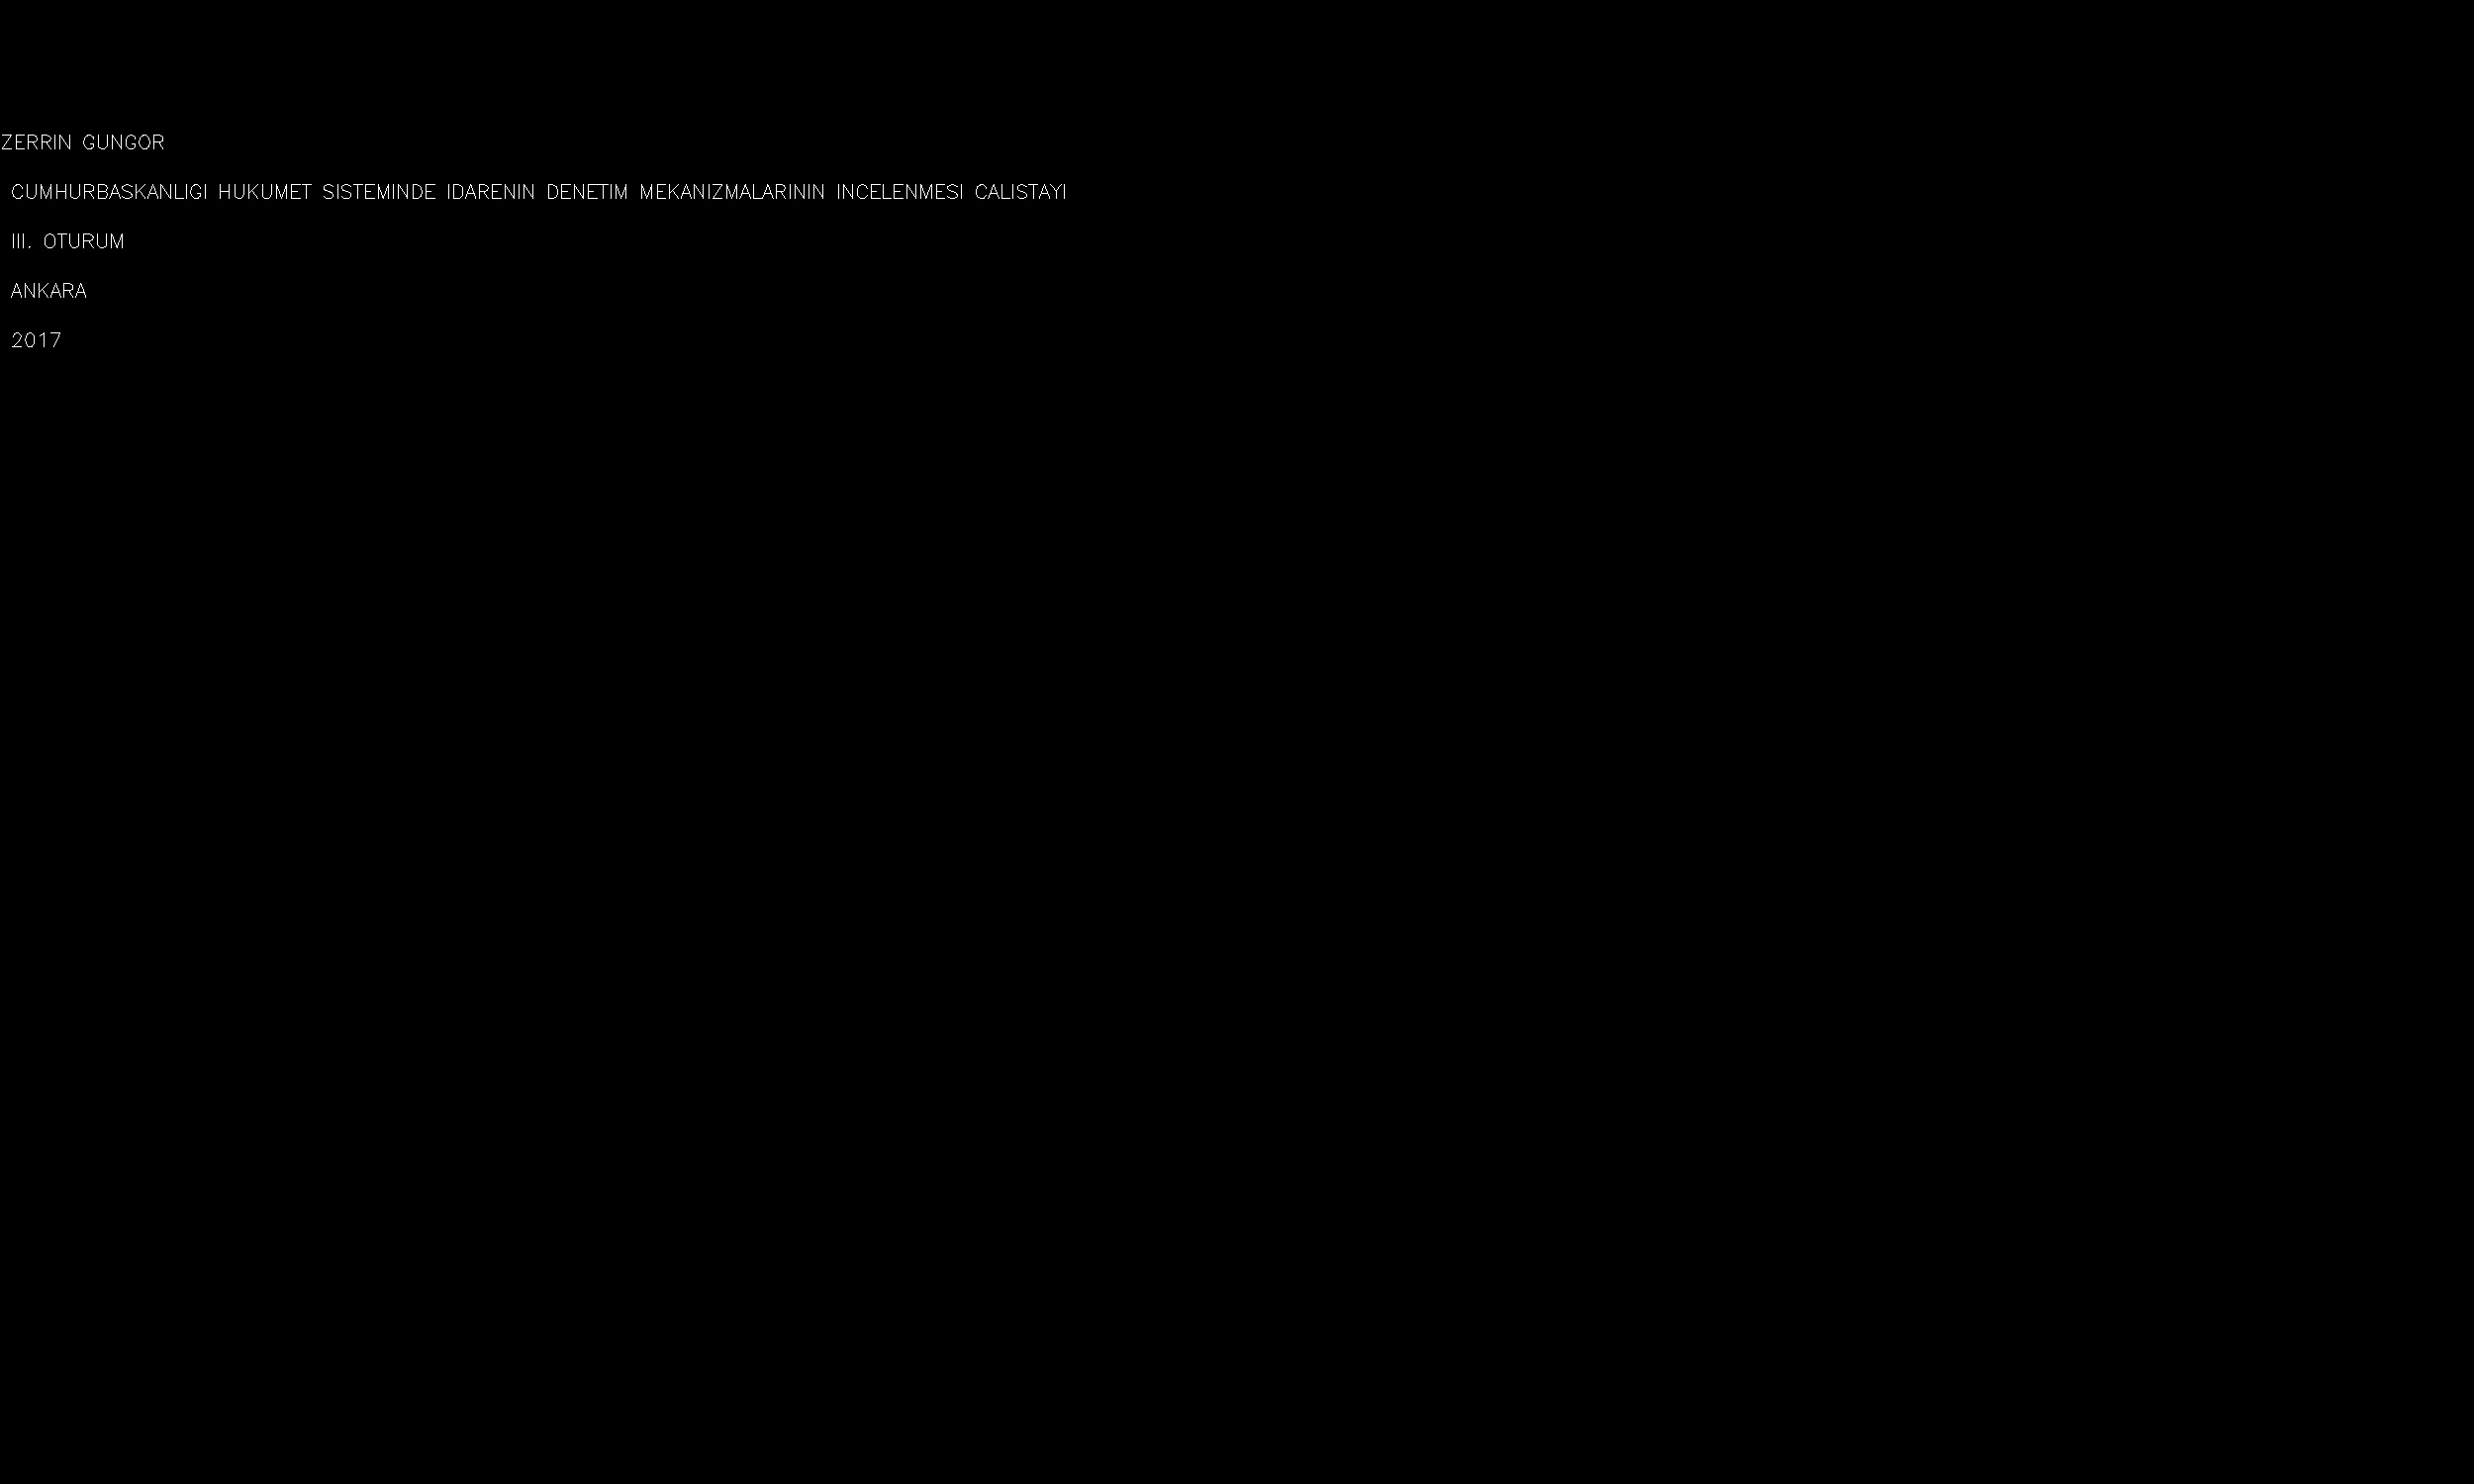 ZERRIN GUNGOR
CUMHURBASKANLIGI HUKUMET SISTEMINDE IDARENIN DENETIM MEKANIZMALARININ INCELENMESI CALISTAYI
III. OTURUM
ANKARA
2017